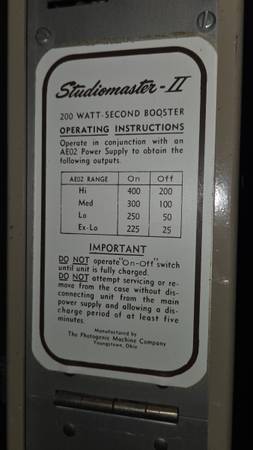 Studiomaster-II
200 WATT-SECOND BOOSTER
OPERATING INSTRUCTIONS
Operate in conjunction with an
AE02 Power Supply to obtain the
following outputs.
AE02 RANGE On Off
Hi 400 200
Med 300 100
Lo 250 50
Ex-Lo 225 25
IMPORTANT
DO NOT operate "On-Off" switch
until unit is fully charged.
DO NOT attempt servicing or re-
move from the case without dis-
connecting unit from the main
power supply and allowing a dis-
charge period of at least five
minutes.
Manufactured by
The Photogenic Machine Company
Youngstown, Ohio